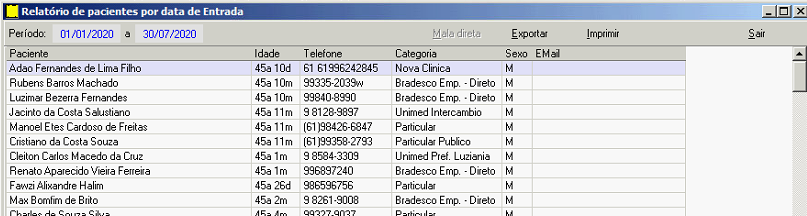 Relatório de pacientes por data de Entrada
Período: 01/01/2020 a 30/07/2020 Mala direta Exportar Imprimir Sair
Paciente Idade Telefone Categoria Sexo EMail
Adao Fernandes de Lima Filho 45a 10d 61 61996242845 Nova Clinica M
Rubens Barros Machado 45a 10m 99335-2039w Bradesco Emp. - Direto M
Luzimar Bezerra Fernandes 45a 10m 99840-8990 Bradesco Emp. - Direto M
Jacinto da Costa Salustiano 45a 11m 9 8128-9897 Unimed Intercambio M
Manoel Etes Cardoso de Freitas 45a 11m (61)98426-6847 Particular M
Cristiano da Costa Souza 45a 11m (61)99358-2793 Particular Publico M
Cleiton Carlos Macedo da Cruz 45a 1m 9 8584-3309 Unimed Pref. Luziania M
Renato Aparecido Vieira Ferreira 45a 1m 996897240 Bradesco Emp. - Direto M
Fawzi Alixandre Halim 45a 26d 986596756 Particular M
Max Bomfim de Brito 45a 2m 9 8261-9008 Bradesco Emp. - Direto M
Charles de Souza Silva 45a 4m 99327-9037 Particular M